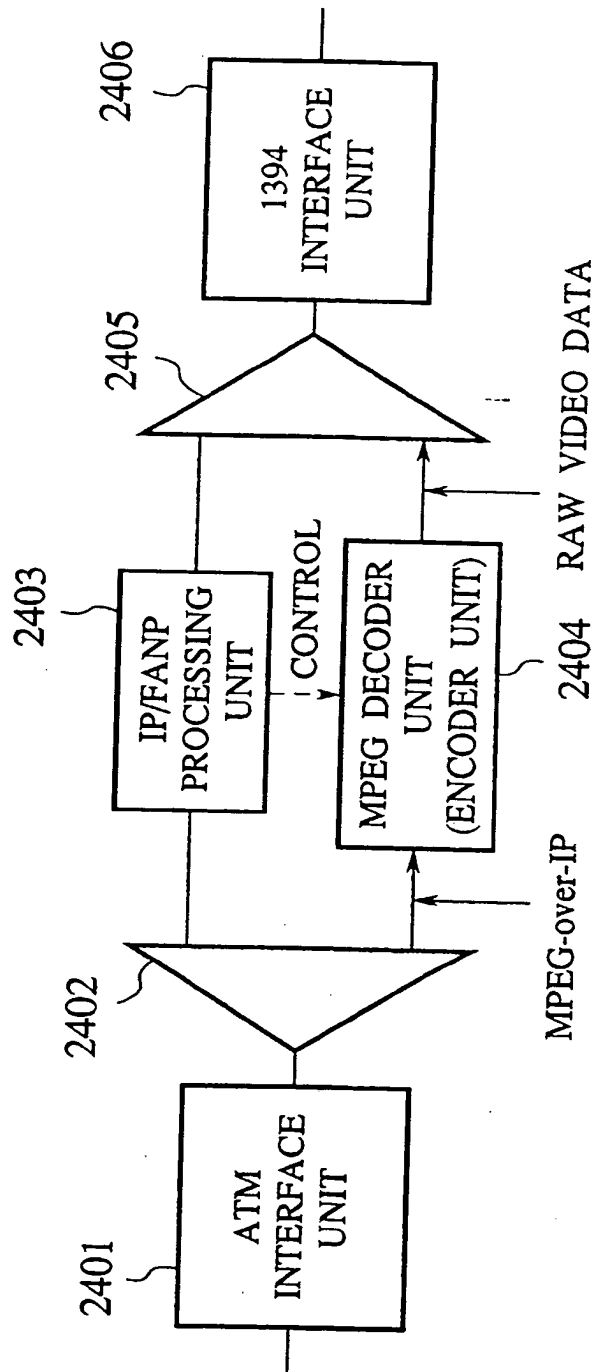 2401
ATM
INTERFACE
UNIT
2402
2403
IP/FANP
PROCESSING
UNIT
CONTROL
MPEG DECODER
UNIT
(ENCODER UNIT)
2404
MPEG-over-IP
RAW VIDEO DATA
2405
2406
1394
INTERFACE
UNIT